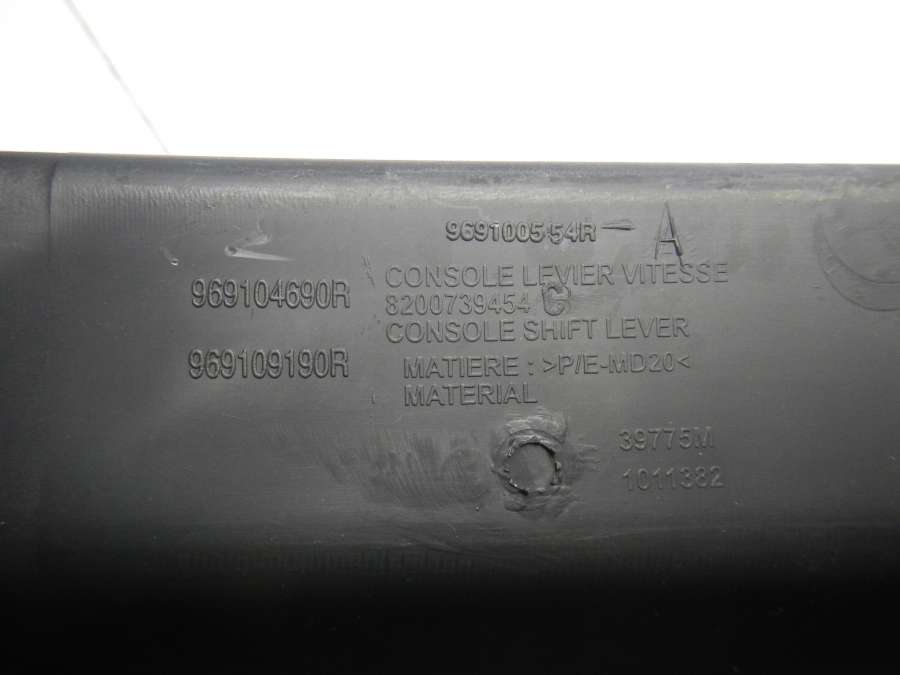 969100554R - A
969104690R
969109190R
CONSOLE LEVIER VITESSE
8200739454 C
CONSOLE SHIFT LEVER
MATIERE : >P/E-MD20<
MATERIAL
39775M
1011382